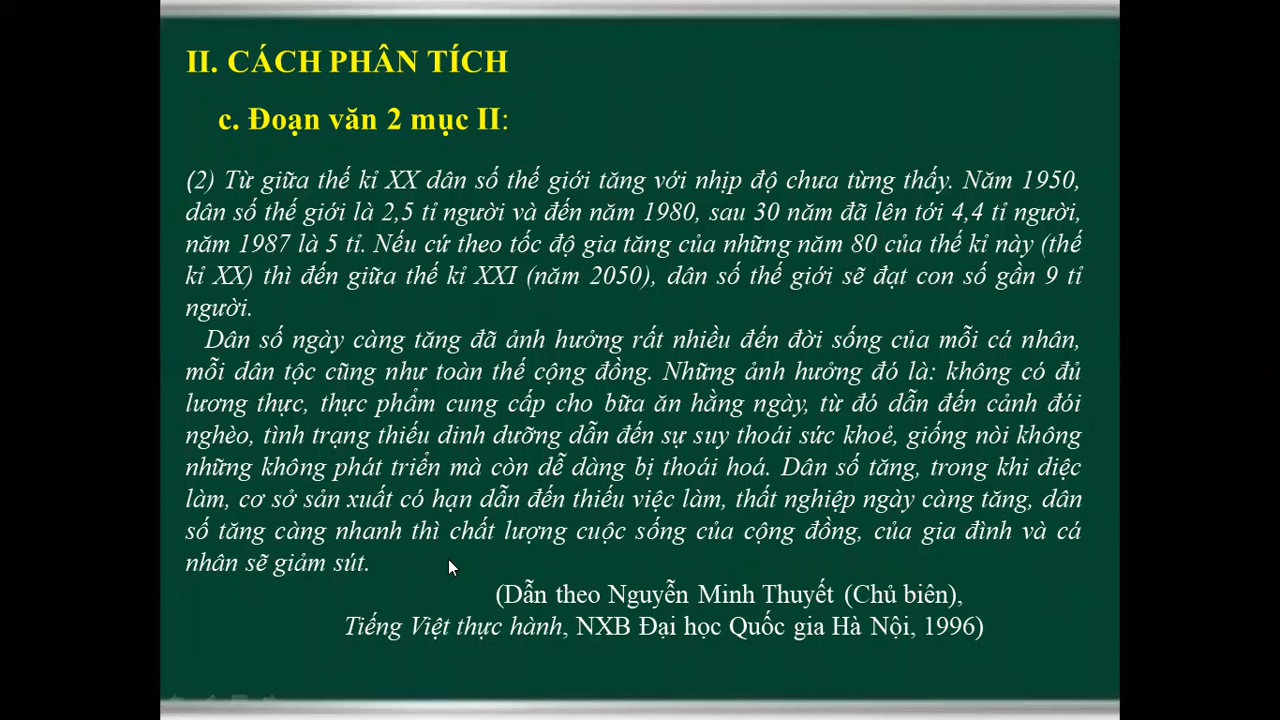 II. CÁCH PHÂN TÍCH
c. Đoạn văn 2 mục II:
(2) Từ giữa thế kỉ XX dân số thế giới tăng với nhịp độ chưa từng thấy. Năm 1950,
dân số thế giới là 2,5 tỉ người và đến năm 1980, sau 30 năm đã lên tới 4,4 tỉ người,
năm 1987 là 5 tỉ. Nếu cứ theo tốc độ gia tăng của những năm 80 của thế kỉ này (thế
kỉ XX) thì đến giữa thế kỉ XXI (năm 2050), dân số thế giới sẽ đạt con số gần 9 tỉ
người.
Dân số ngày càng tăng đã ảnh hưởng rất nhiều đến đời sống của mỗi cá nhân,
mỗi dân tộc cũng như toàn thế cộng đồng. Những ảnh hưởng đó là: không có đủ
lương thực, thực phẩm cung cấp cho bữa ăn hằng ngày, từ đó dẫn đến cảnh đói
nghèo, tình trạng thiếu dinh dưỡng dẫn đến sự suy thoái sức khoẻ, giống nòi không
những không phát triển mà còn dễ dàng bị thoái hoá. Dân số tăng, trong khi diệc
làm, cơ sở sản xuất có hạn dẫn đến thiếu việc làm, thất nghiệp ngày càng tăng, dân
số tăng càng nhanh thì chất lượng cuộc sống của cộng đồng, của gia đình và cá
nhân sẽ giảm sút.
(Dẫn theo Nguyễn Minh Thuyết (Chủ biên),
Tiếng Việt thực hành, NXB Đại học Quốc gia Hà Nội, 1996)